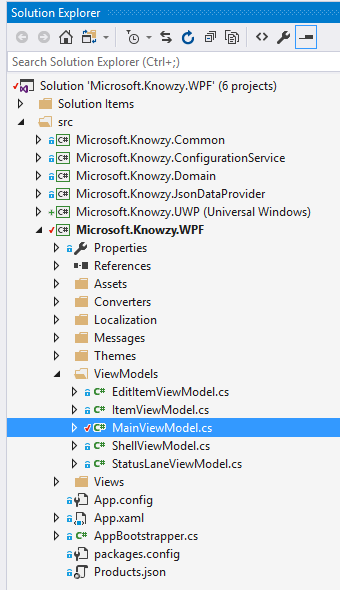 Solution Explorer
Search Solution Explorer (Ctrl+;)
Solution 'Microsoft.Knowzy.WPF' (6 projects)
Solution Items
src
C# Microsoft.Knowzy.Common
C# Microsoft.Knowzy.ConfigurationService
C# Microsoft.Knowzy.Domain
C# Microsoft.Knowzy.JsonDataProvider
C# Microsoft.Knowzy.UWP (Universal Windows)
C# Microsoft.Knowzy.WPF
Properties
References
Assets
Converters
Localization
Messages
Themes
ViewModels
C# EditItemViewModel.cs
C# ItemViewModel.cs
C# MainViewModel.cs
C# ShellViewModel.cs
C# StatusLaneViewModel.cs
Views
App.config
App.xaml
C# AppBootstrapper.cs
packages.config
Products.json